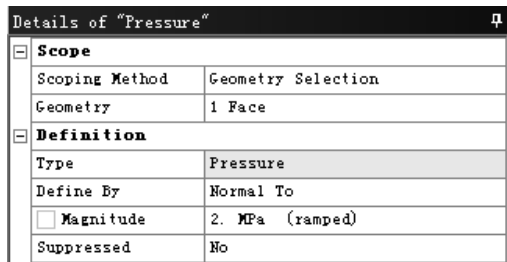 Details of "Pressure"
Scope
Scoping Method Geometry Selection
Geometry 1 Face
Definition
Type Pressure
Define By Normal To
Magnitude 2. MPa (ramped)
Suppressed No